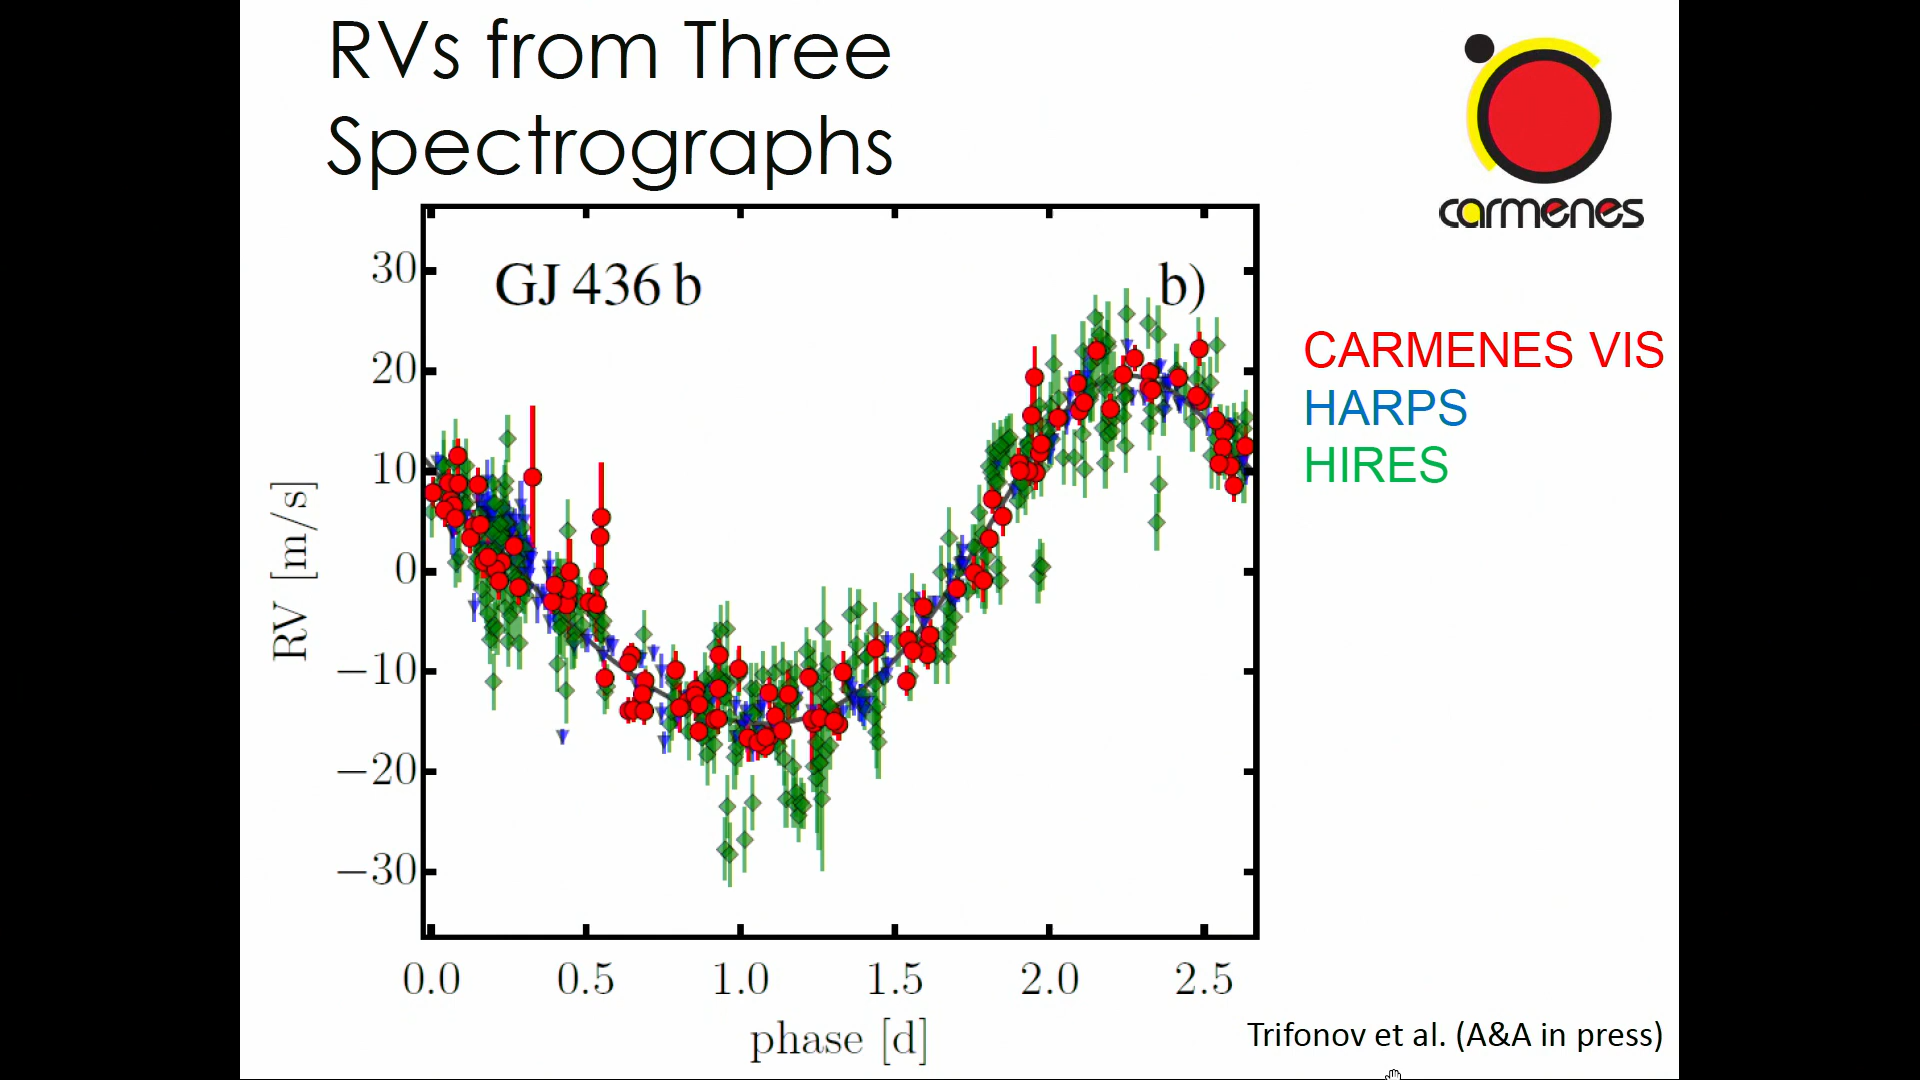 RVs from Three
Spectrographs
carmenes
GJ 436 b
b)
30
20
10
0
−10
−20
−30
RV [m/s]
0.0 0.5 1.0 1.5 2.0 2.5
phase [d]
CARMENES VIS
HARPS
HIRES
Trifonov et al. (A&A in press)